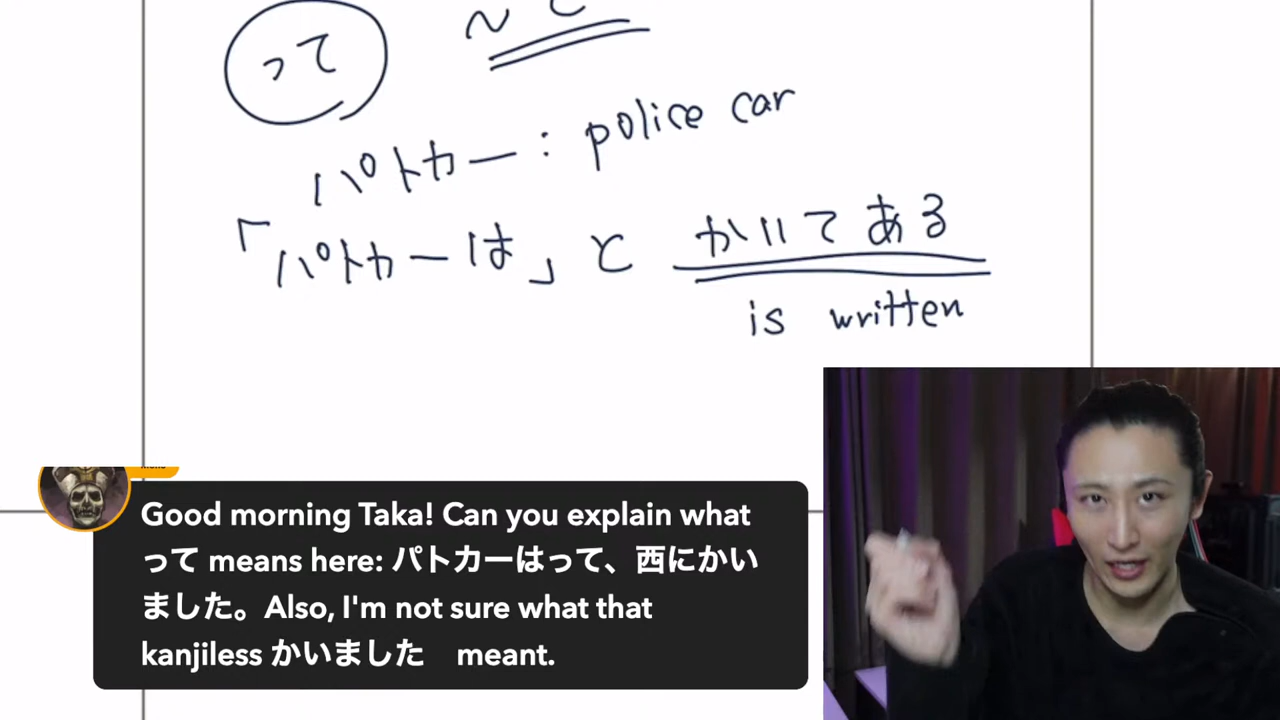 って ～と
パトカー : police car
「パトカーは」と かいてある
is written
Good morning Taka! Can you explain what
って means here: パトカーはって、西にかい
ました。Also, I'm not sure what that
kanjiless かいました meant.